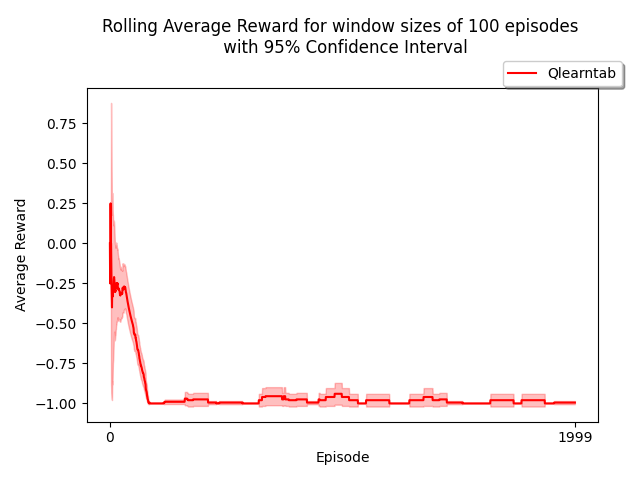 Rolling Average Reward for window sizes of 100 episodes
with 95% Confidence Interval
Qlearntab
Average Reward
0.75
0.50
0.25
0.00
−0.25
−0.50
−0.75
−1.00
0
1999
Episode